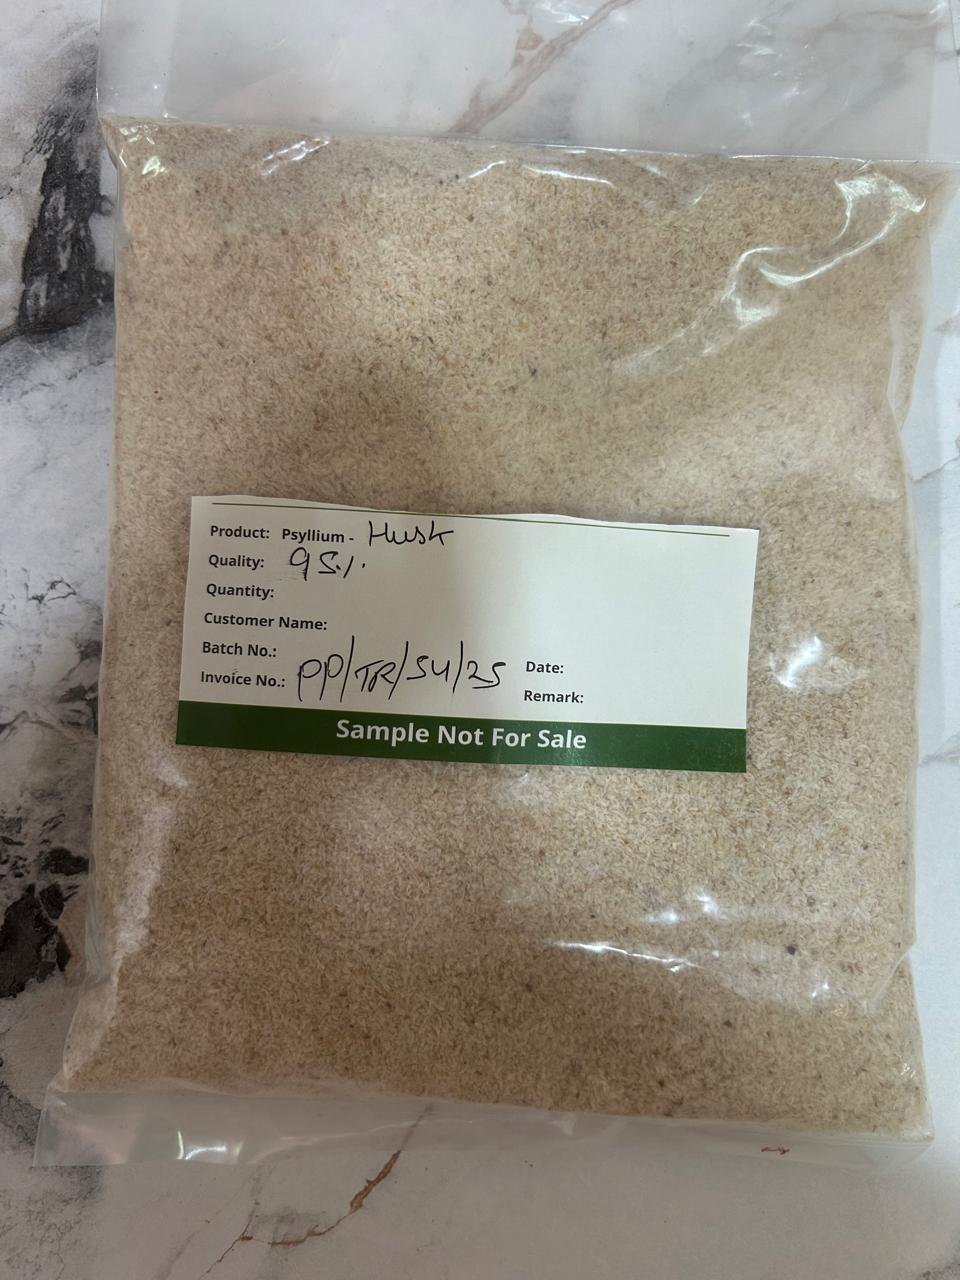 Product: Psyllium - Husk
Quality: 95%.
Quantity:
Customer Name:
Batch No.:
Invoice No.: PP/TR/54/25
Date:
Remark:
Sample Not For Sale